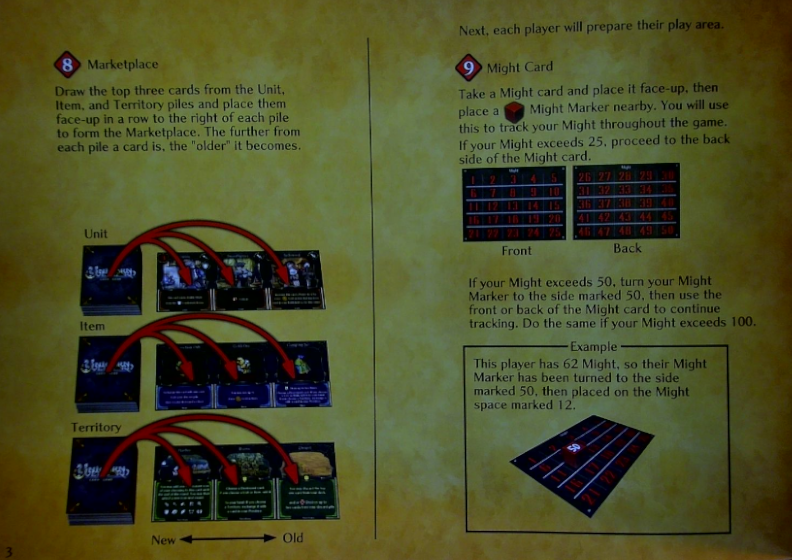 8 Marketplace
Draw the top three cards from the Unit,
Item, and Territory piles and place them
face-up in a row to the right of each pile
to form the Marketplace. The further from
each pile a card is, the "older" it becomes.
Unit
Item
Territory
New
Old
3
Next, each player will prepare their play area.
9 Might Card
Take a Might card and place it face-up, then
place a Might Marker nearby. You will use
this to track your Might throughout the game.
If your Might exceeds 25, proceed to the back
side of the Might card.
Might
1 2 3 4 5
6 7 8 9 10
11 12 13 14 15
16 17 18 19 20
21 22 23 24 25
Front
Might
26 27 28 29 30
31 32 33 34 35
36 37 38 39 40
41 42 43 44 45
46 47 48 49 50
Back
If your Might exceeds 50, turn your Might
Marker to the side marked 50, then use the
front or back of the Might card to continue
tracking. Do the same if your Might exceeds 100.
Example
This player has 62 Might, so their Might
Marker has been turned to the side
marked 50, then placed on the Might
space marked 12.
50